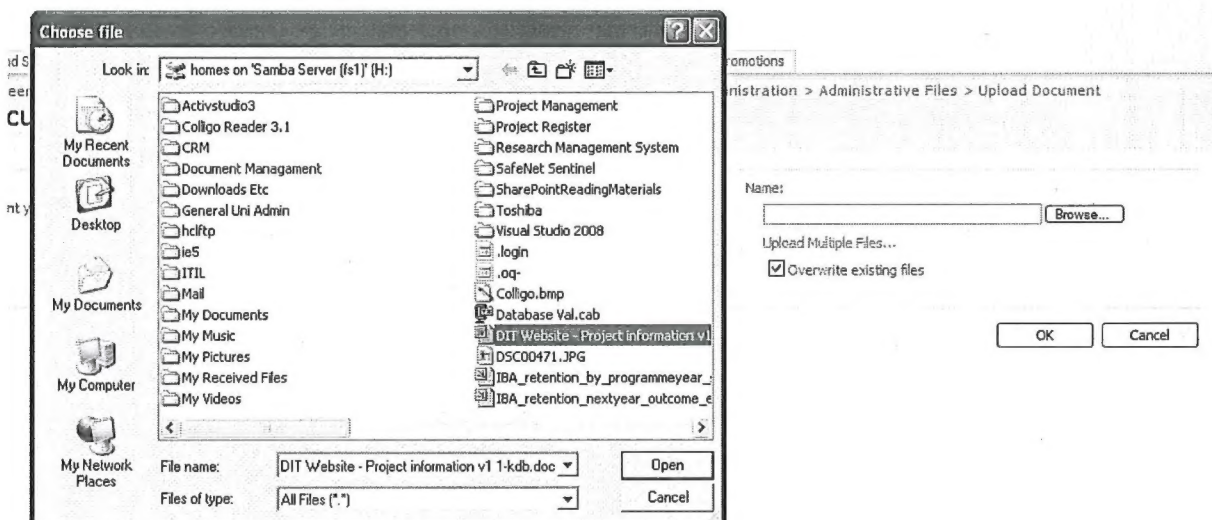 Choose file
Look in: homes on 'Samba Server (fs1)' (H:)
My Recent Documents
Desktop
My Documents
My Computer
My Network Places
Activstudio3
Colligo Reader 3.1
CRM
Document Managament
Downloads Etc
General Uni Admin
hclftp
ie5
ITIL
Mail
My Documents
My Music
My Pictures
My Received Files
My Videos
Project Management
Project Register
Research Management System
SafeNet Sentinel
SharePointReadingMaterials
Toshiba
Visual Studio 2008
.login
.oq-
Colligo.bmp
Database Val.cab
DIT Website - Project information v1
DSC00471.JPG
IBA_retention_by_programmeyear_
IBA_retention_nextyear_outcome_e
File name: DIT Website - Project information v1 1-kdb.doc
Open
Files of type: All Files (*.*)
Cancel
romotions
nistration > Administrative Files > Upload Document
Name:
Browse...
Upload Multiple Files...
Overwrite existing files
OK
Cancel